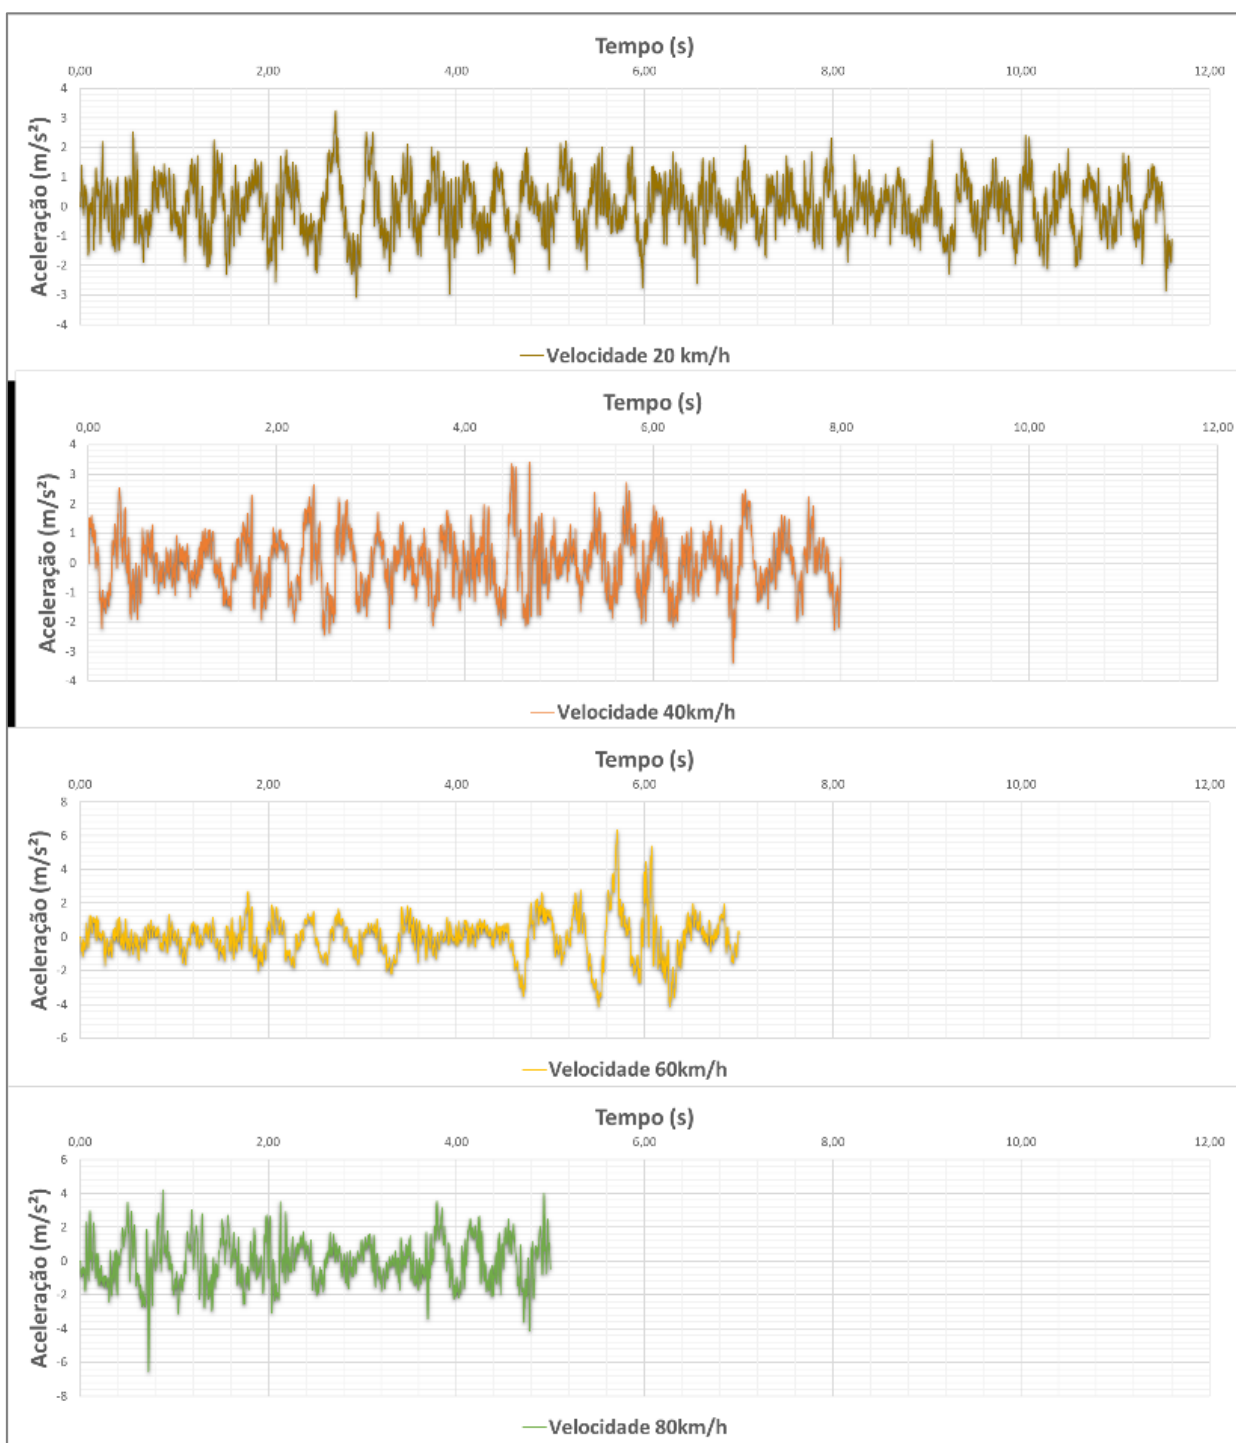 Tempo (s)
0,00 2,00 4,00 6,00 8,00 10,00 12,00
4
3
2
1
0
-1
-2
-3
-4
Aceleração (m/s²)
Velocidade 20 km/h
Tempo (s)
0,00 2,00 4,00 6,00 8,00 10,00 12,00
4
3
2
1
0
-1
-2
-3
-4
Aceleração (m/s²)
Velocidade 40km/h
Tempo (s)
0,00 2,00 4,00 6,00 8,00 10,00 12,00
8
6
4
2
0
-2
-4
-6
Aceleração (m/s²)
Velocidade 60km/h
Tempo (s)
0,00 2,00 4,00 6,00 8,00 10,00 12,00
6
4
2
0
-2
-4
-6
-8
Aceleração (m/s²)
Velocidade 80km/h